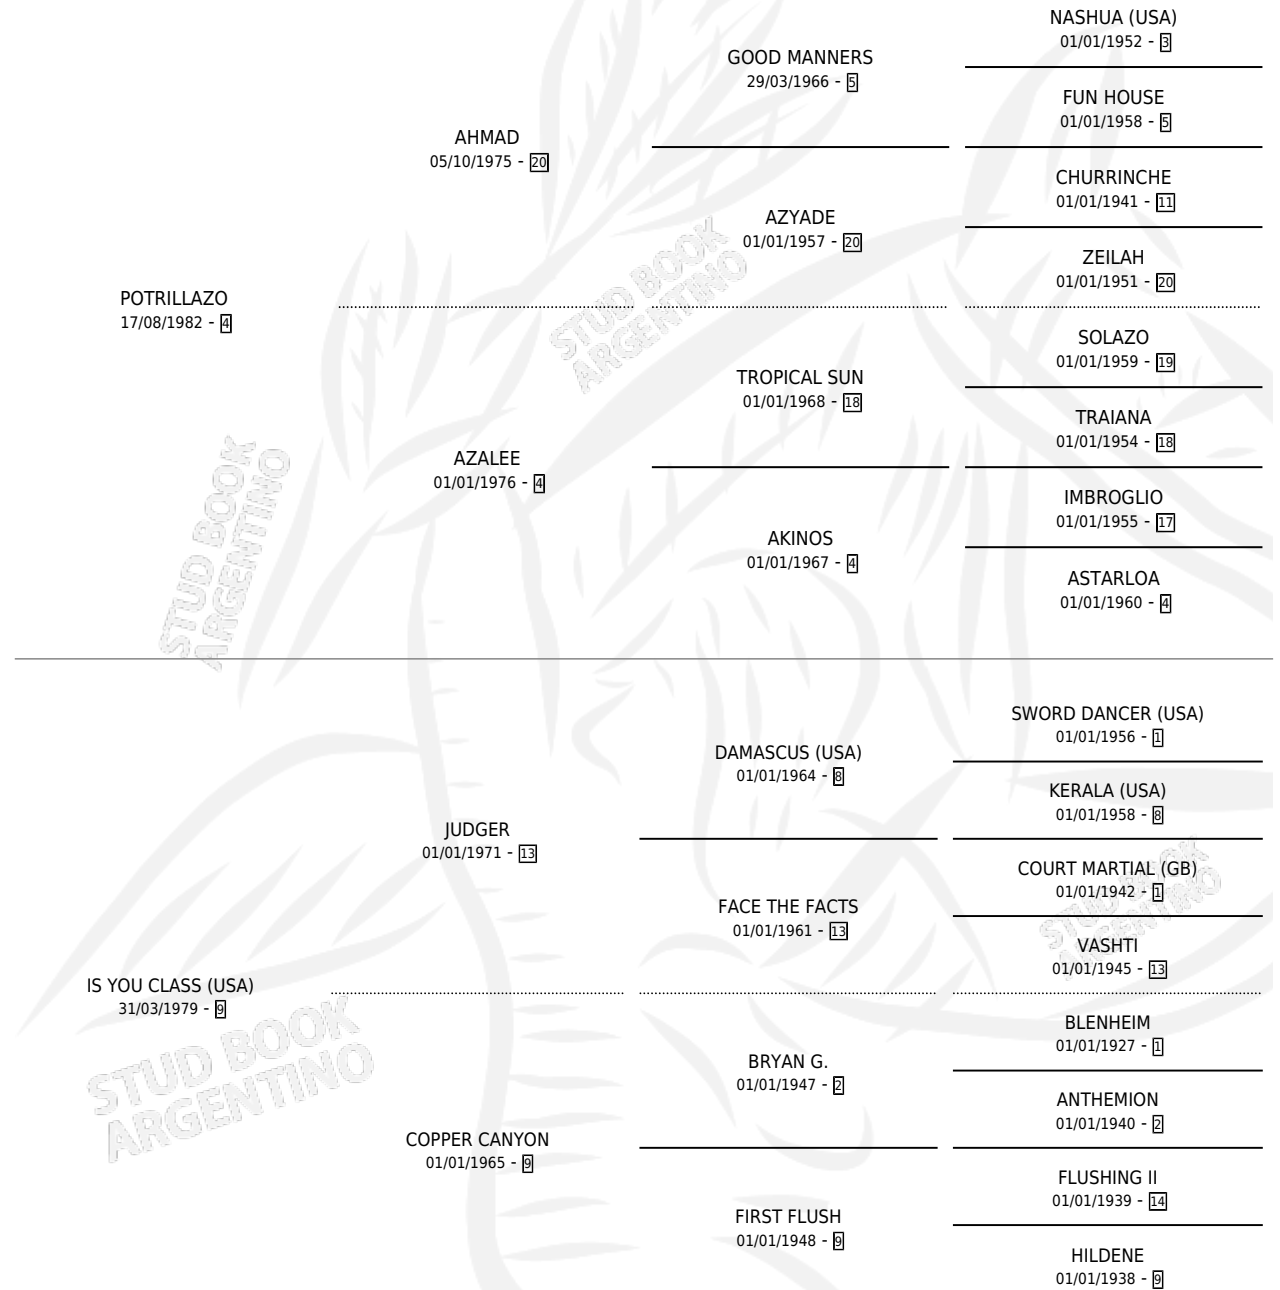 NASHUA (USA)
01/01/1952 - 3
GOOD MANNERS
29/03/1966 - 5
FUN HOUSE
01/01/1958 - 5
AHMAD
05/10/1975 - 20
CHURRINCHE
01/01/1941 - 11
AZYADE
01/01/1957 - 20
ZEILAH
01/01/1951 - 20
POTRILLAZO
17/08/1982 - 4
STUD BOOK
ARGENTINO
SOLAZO
01/01/1959 - 19
TROPICAL SUN
01/01/1968 - 18
TRAIANA
01/01/1954 - 18
AZALEE
01/01/1976 - 4
IMBROGLIO
01/01/1955 - 17
AKINOS
01/01/1967 - 4
ASTARLOA
01/01/1960 - 4
STUD BOOK
ARGENTINO
SWORD DANCER (USA)
01/01/1956 - 1
DAMASCUS (USA)
01/01/1964 - 8
KERALA (USA)
01/01/1958 - 8
JUDGER
01/01/1971 - 13
COURT MARTIAL (GB)
01/01/1942 - 1
FACE THE FACTS
01/01/1961 - 13
STUD BOOK
ARGENTINO
VASHTI
01/01/1945 - 13
IS YOU CLASS (USA)
31/03/1979 - 9
STUD BOOK
ARGENTINO
BLENHEIM
01/01/1927 - 1
BRYAN G.
01/01/1947 - 2
ANTHEMION
01/01/1940 - 2
COPPER CANYON
01/01/1965 - 9
FLUSHING II
01/01/1939 - 14
FIRST FLUSH
01/01/1948 - 9
HILDENE
01/01/1938 - 9